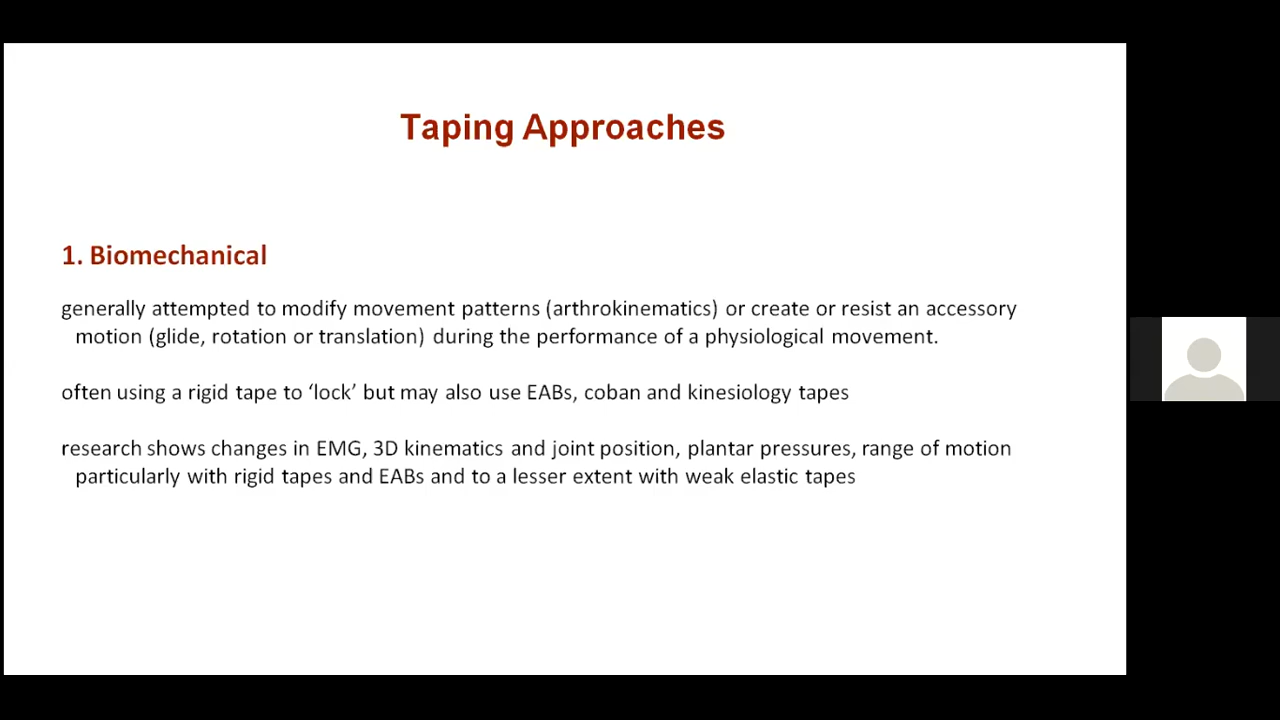 Taping Approaches
1. Biomechanical
generally attempted to modify movement patterns (arthrokinematics) or create or resist an accessory
motion (glide, rotation or translation) during the performance of a physiological movement.
often using a rigid tape to ‘lock’ but may also use EABs, coban and kinesiology tapes
research shows changes in EMG, 3D kinematics and joint position, plantar pressures, range of motion
particularly with rigid tapes and EABs and to a lesser extent with weak elastic tapes